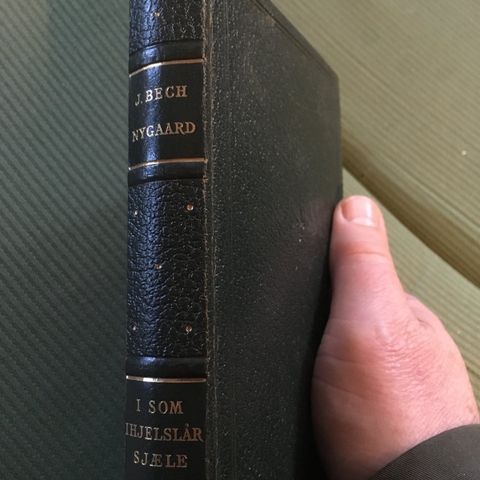 J. BECH
NYGAARD
I SOM
IHJELSLÅR
SJÆLE